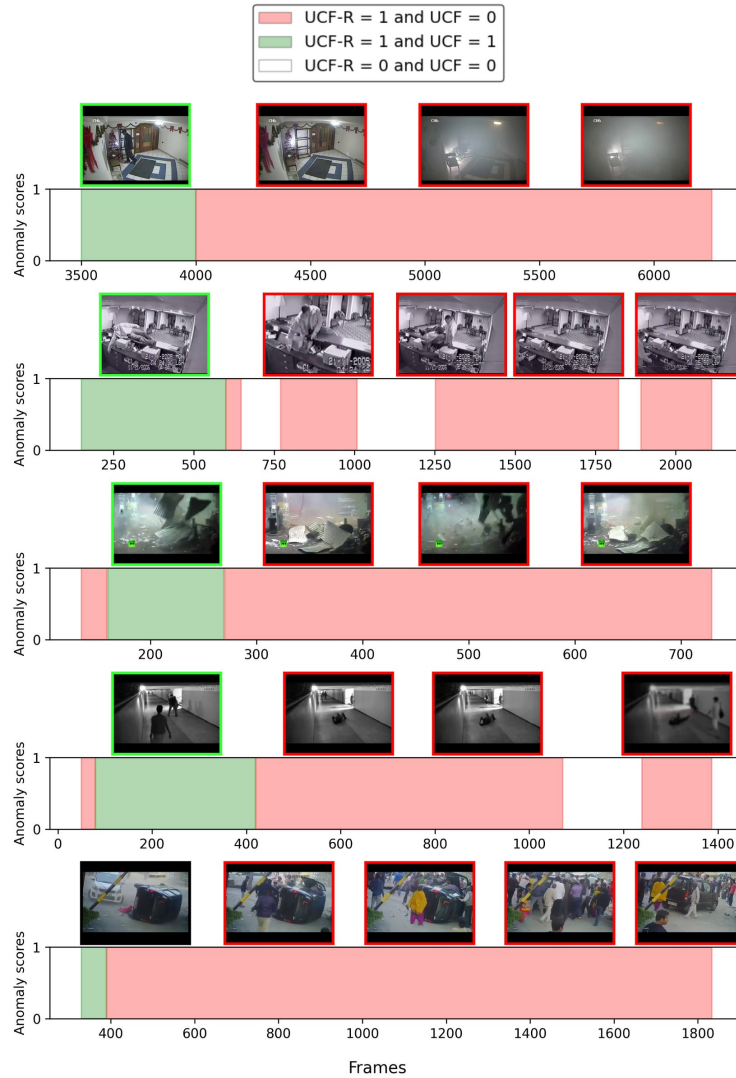 UCF-R = 1 and UCF = 0
UCF-R = 1 and UCF = 1
UCF-R = 0 and UCF = 0
Anomaly scores
1
0
3500 4000 4500 5000 5500 6000
Anomaly scores
1
0
250 500 750 1000 1250 1500 1750 2000
Anomaly scores
1
0
200 300 400 500 600 700
Anomaly scores
1
0
0 200 400 600 800 1000 1200 1400
Anomaly scores
1
0
400 600 800 1000 1200 1400 1600 1800
Frames